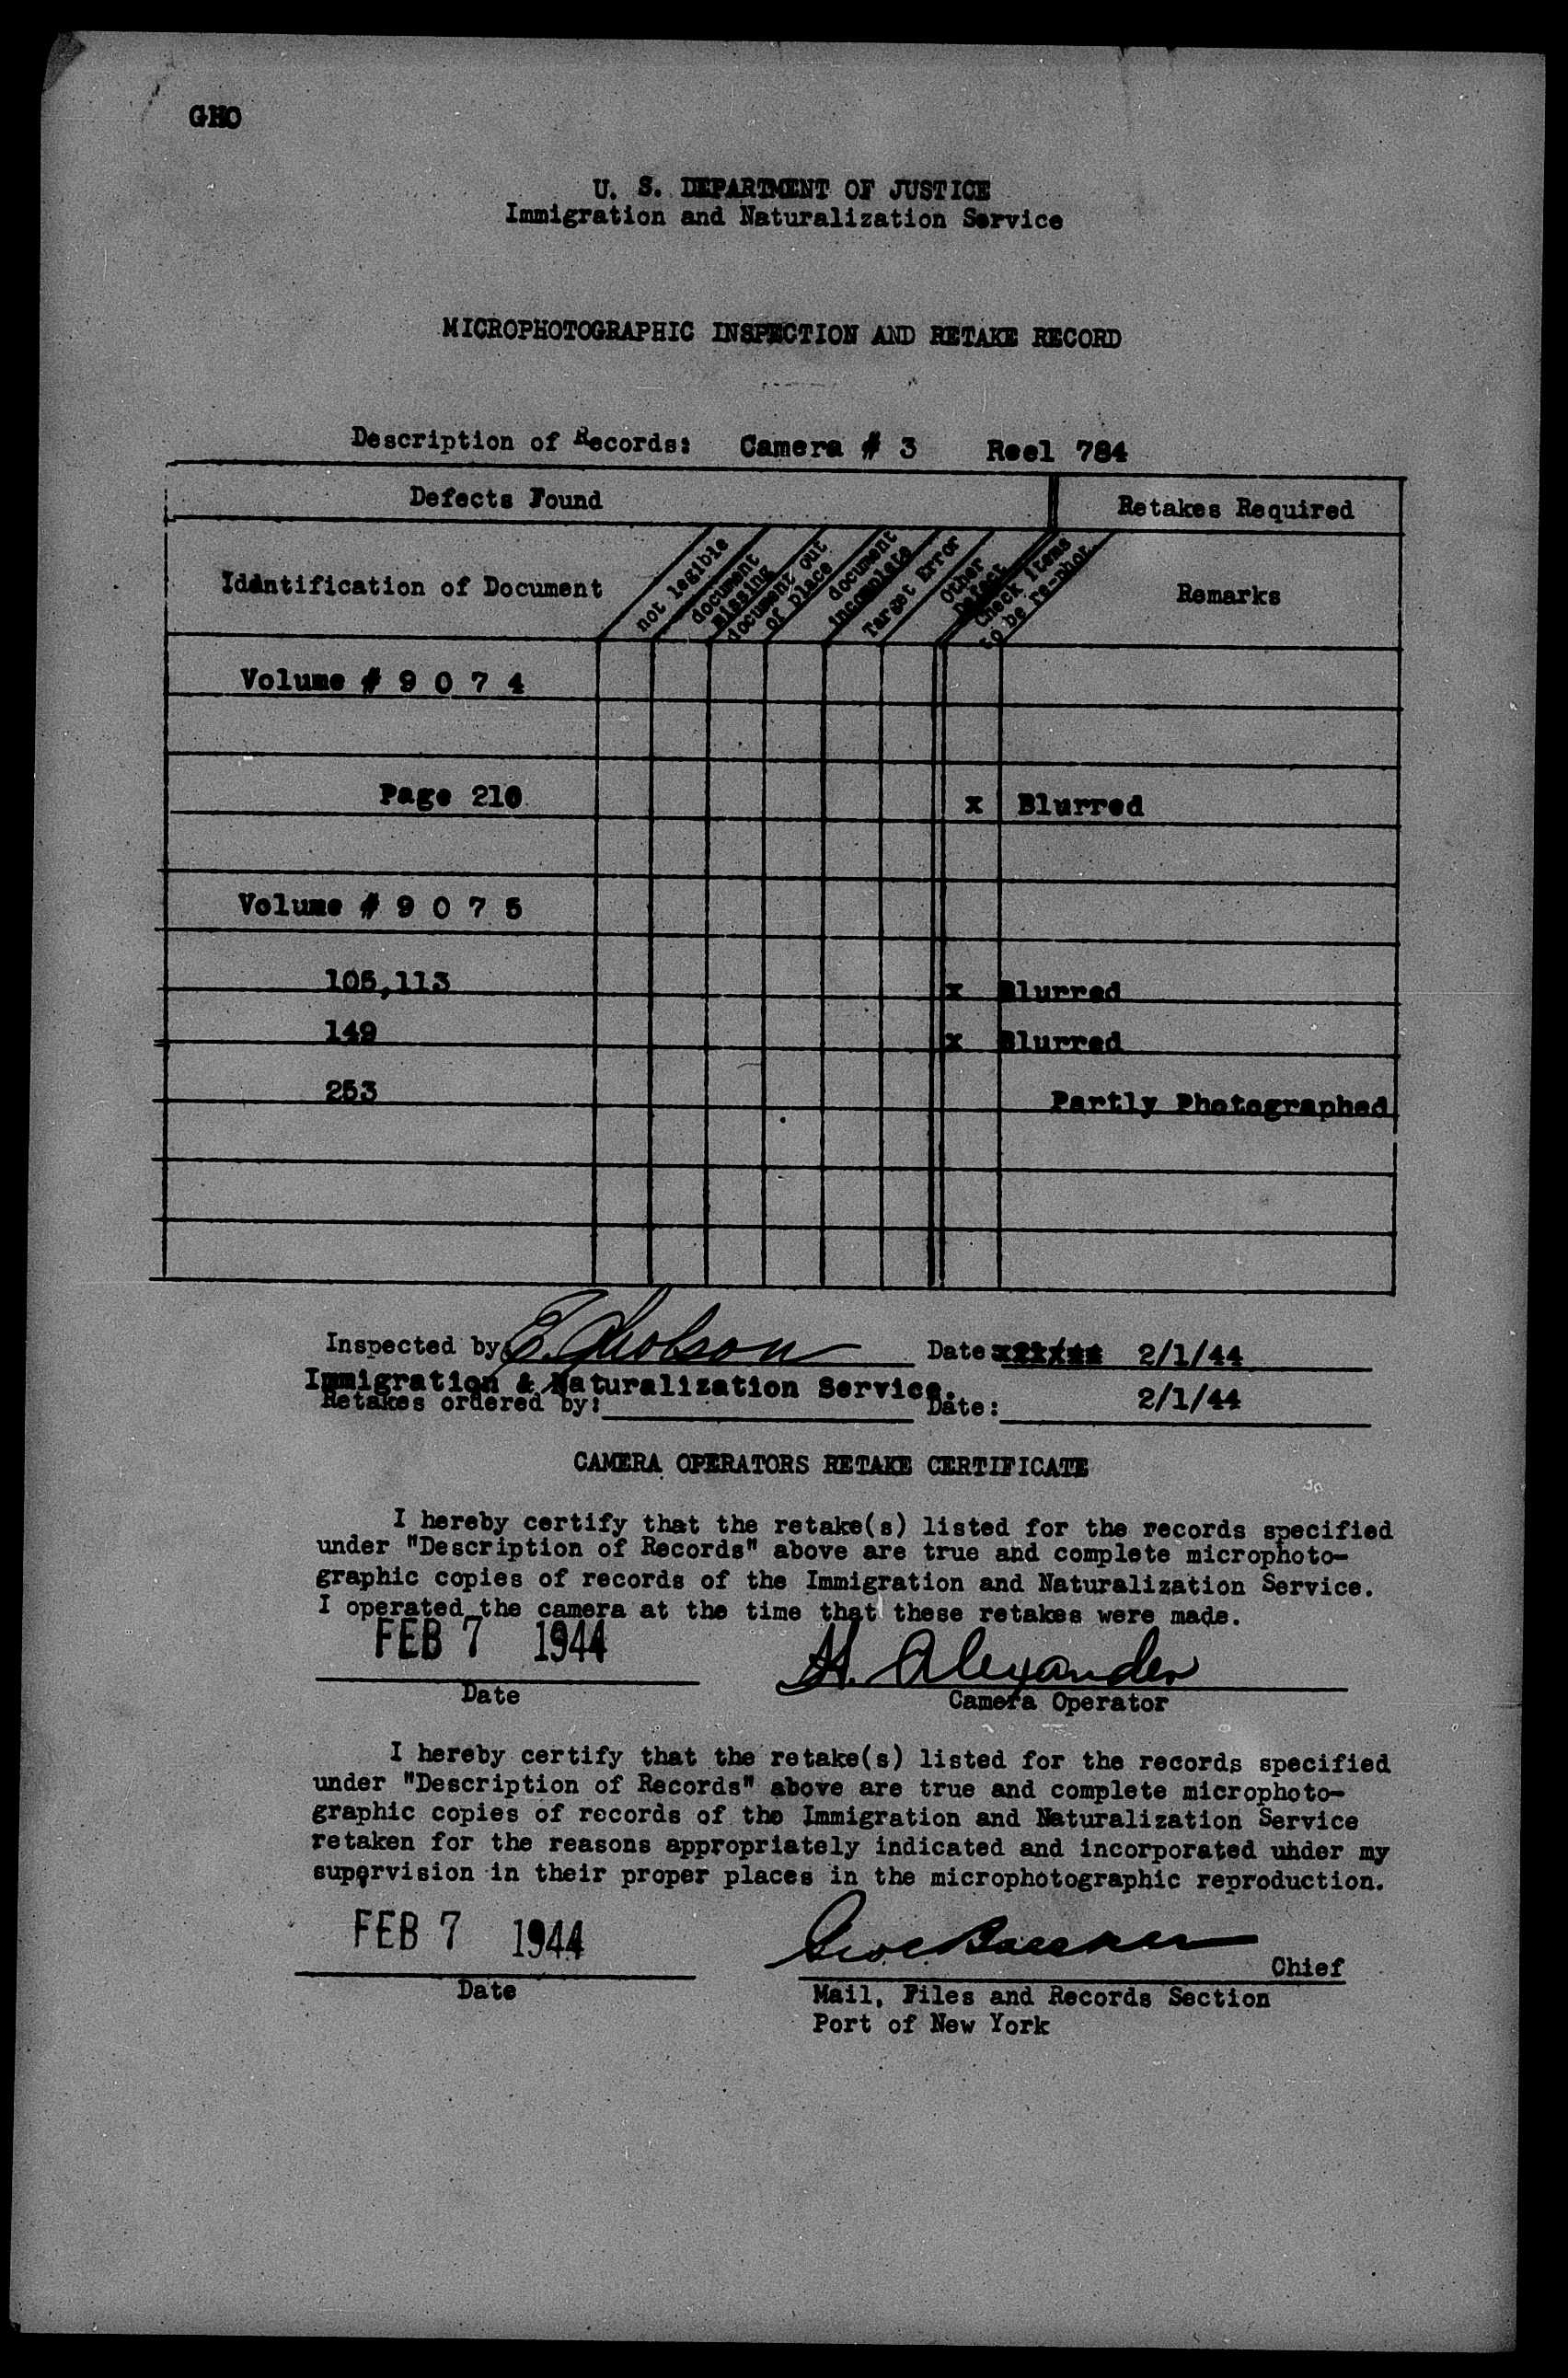 GHO
U. S. DEPARTMENT OF JUSTICE
Immigration and Naturalization Service
MICROPHOTOGRAPHIC INSPECTION AND RETAKE RECORD
Description of Records: Camera # 3 Reel 784
Defects Found Retakes Required
Identification of Document
not legible
document
missing
document out
of place
document
incomplete
Target Error
Other
Defect
Check Items
to be re-phot.
Remarks
Volume # 9 0 7 4
Page 210 x Blurred
Volume # 9 0 7 5
105,113 x Blurred
149 x Blurred
253 Partly Photographed
Inspected by E. Date 2/1/44
Immigration & Naturalization Service.
Retakes ordered by: Date: 2/1/44
CAMERA OPERATORS RETAKE CERTIFICATE
I hereby certify that the retake(s) listed for the records specified
under "Description of Records" above are true and complete microphoto-
graphic copies of records of the Immigration and Naturalization Service.
I operated the camera at the time that these retakes were made.
FEB 7 1944 H. Alexander
Date Camera Operator
I hereby certify that the retake(s) listed for the records specified
under "Description of Records" above are true and complete microphoto-
graphic copies of records of the Immigration and Naturalization Service
retaken for the reasons appropriately indicated and incorporated under my
supervision in their proper places in the microphotographic reproduction.
FEB 7 1944
Chief
Date Mail, Files and Records Section
Port of New York